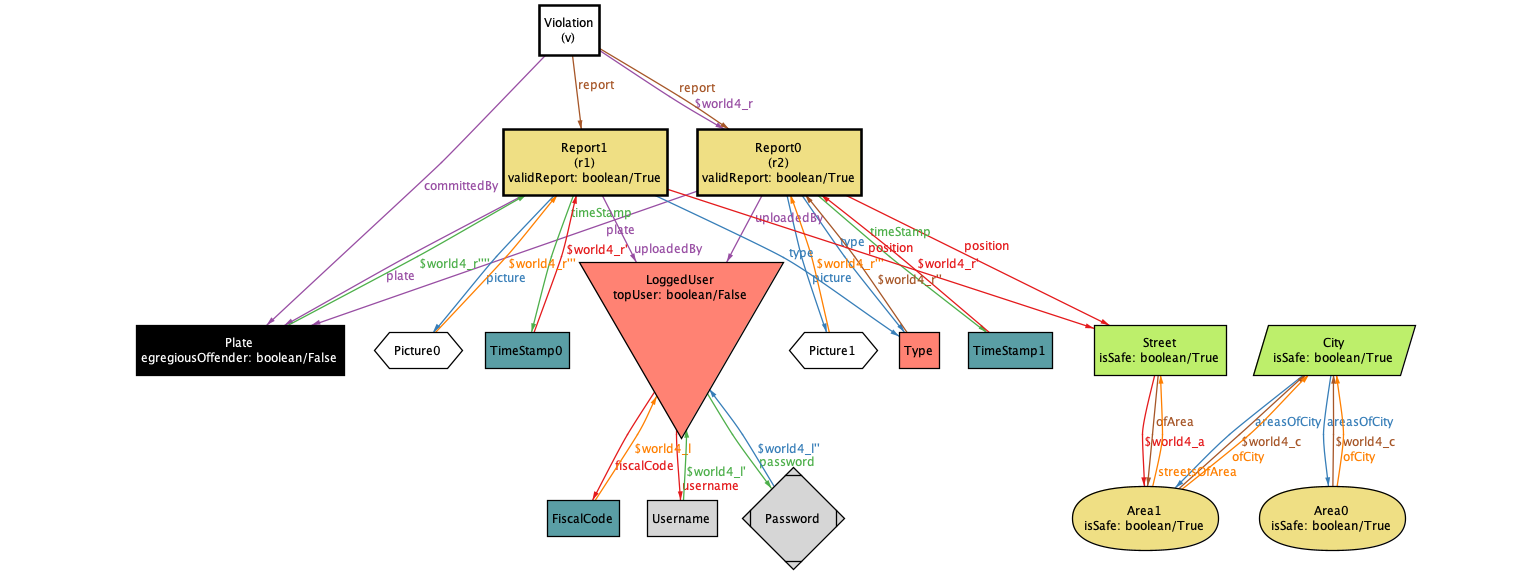 Violation
(v)
report
report
$world4_r
Report1
(r1)
validReport: boolean/True
Report0
(r2)
validReport: boolean/True
committedBy
timeStamp
plate
uploadedBy
uploadedBy
timeStamp
type
type
position
position
$world4_r'
$world4_r''''
$world4_r'''
plate
picture
$world4_r'''
picture
$world4_r''
$world4_r'
LoggedUser
topUser: boolean/False
Plate
egregiousOffender: boolean/False
Picture0
TimeStamp0
Picture1
Type
TimeStamp1
Street
isSafe: boolean/True
City
isSafe: boolean/True
ofArea
$world4_a
streetsOfArea
areasOfCity
areasOfCity
$world4_c
$world4_c
ofCity
ofCity
$world4_l
fiscalCode
$world4_l'
username
$world4_l''
password
FiscalCode
Username
Password
Area1
isSafe: boolean/True
Area0
isSafe: boolean/True